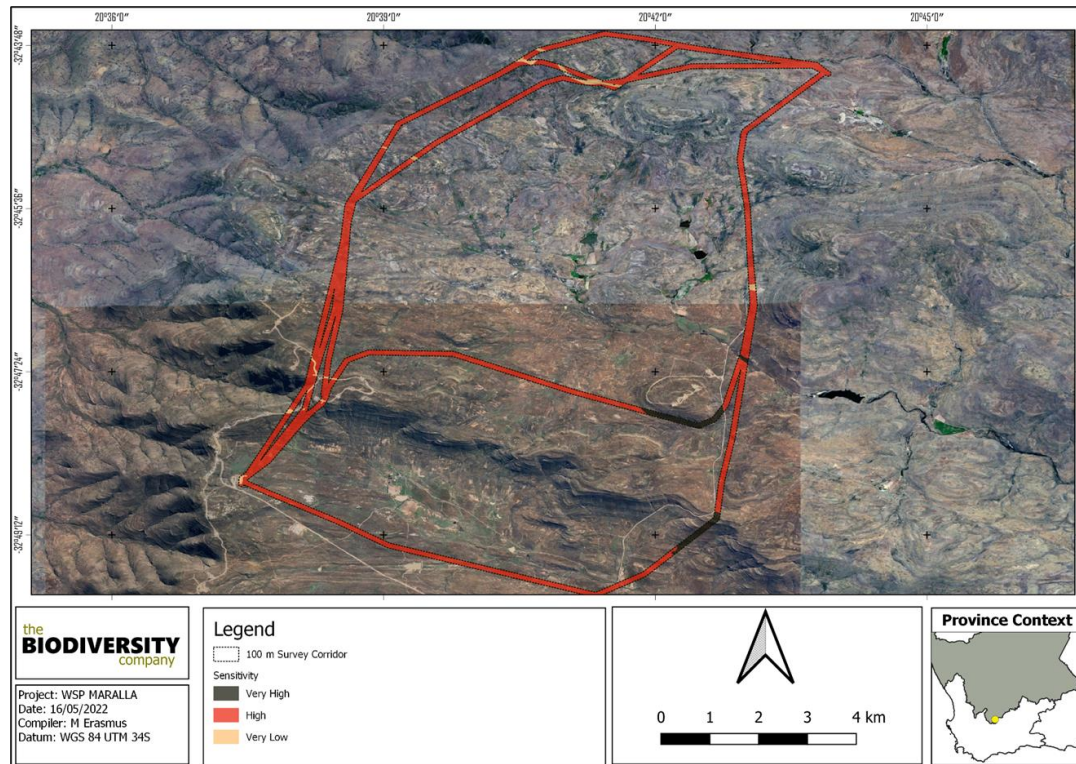 20°36'0" 20°39'0" 20°42'0" 20°45'0"
-32°43'48"
-32°45'36"
-32°47'24"
-32°49'12"
the
BIODIVERSITY
company
Project: WSP MARALLA
Date: 16/05/2022
Compiler: M Erasmus
Datum: WGS 84 UTM 34S
Legend
100 m Survey Corridor
Sensitivity
Very High
High
Very Low
0 1 2 3 4 km
Province Context